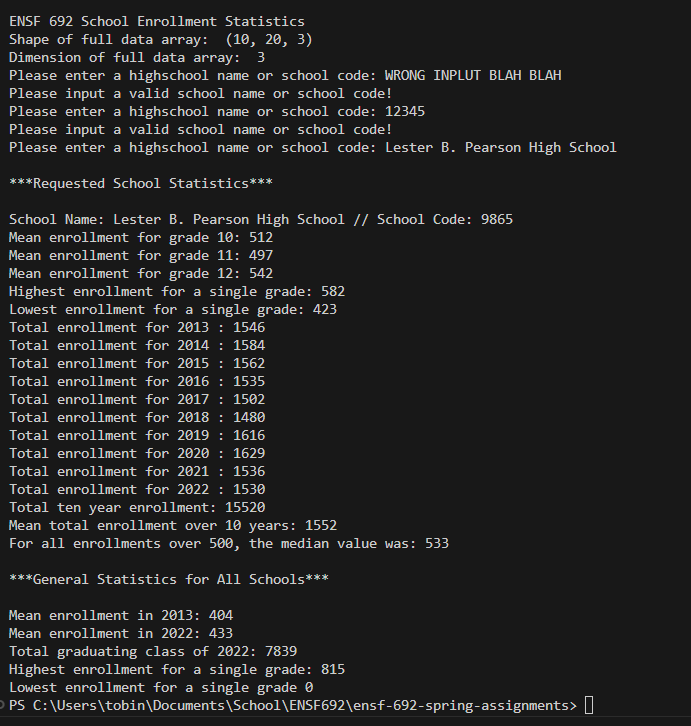 ENSF 692 School Enrollment Statistics
Shape of full data array:  (10, 20, 3)
Dimension of full data array:  3
Please enter a highschool name or school code: WRONG INPLUT BLAH BLAH
Please input a valid school name or school code!
Please enter a highschool name or school code: 12345
Please input a valid school name or school code!
Please enter a highschool name or school code: Lester B. Pearson High School
***Requested School Statistics***
School Name: Lester B. Pearson High School // School Code: 9865
Mean enrollment for grade 10: 512
Mean enrollment for grade 11: 497
Mean enrollment for grade 12: 542
Highest enrollment for a single grade: 582
Lowest enrollment for a single grade: 423
Total enrollment for 2013 : 1546
Total enrollment for 2014 : 1584
Total enrollment for 2015 : 1562
Total enrollment for 2016 : 1535
Total enrollment for 2017 : 1502
Total enrollment for 2018 : 1480
Total enrollment for 2019 : 1616
Total enrollment for 2020 : 1629
Total enrollment for 2021 : 1536
Total enrollment for 2022 : 1530
Total ten year enrollment: 15520
Mean total enrollment over 10 years: 1552
For all enrollments over 500, the median value was: 533
***General Statistics for All Schools***
Mean enrollment in 2013: 404
Mean enrollment in 2022: 433
Total graduating class of 2022: 7839
Highest enrollment for a single grade: 815
Lowest enrollment for a single grade 0
PS C:\Users\tobin\Documents\School\ENSF692\ensf-692-spring-assignments>